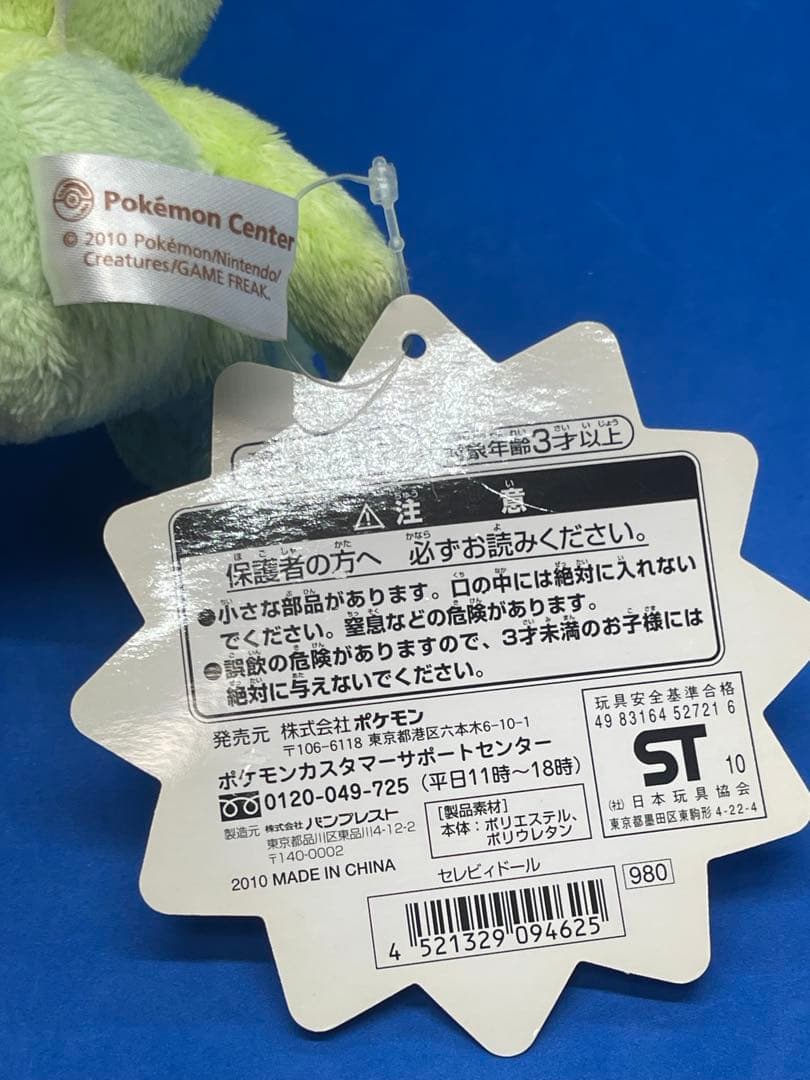 Pokémon Center
© 2010 Pokémon/Nintendo/
Creatures/GAME FREAK.
対象年齢3才以上
⚠注意
保護者の方へ 必ずお読みください。
●小さな部品があります。口の中には絶対に入れない
でください。窒息などの危険があります。
●誤飲の危険がありますので、3才未満のお子様には
絶対に与えないでください。
発売元 株式会社ポケモン
〒106-6118 東京都港区六本木6-10-1
ポケモンカスタマーサポートセンター
0120-049-725 (平日11時～18時)
製造元 株式会社バンプレスト
東京都品川区東品川4-12-2
〒140-0002
2010 MADE IN CHINA
[製品素材]
本体：ポリエステル、
ポリウレタン
玩具安全基準合格
49 83164 52721 6
ST 10
(社)日本玩具協会
東京都墨田区東駒形4-22-4
セレビィドール
980
4 521329 094625